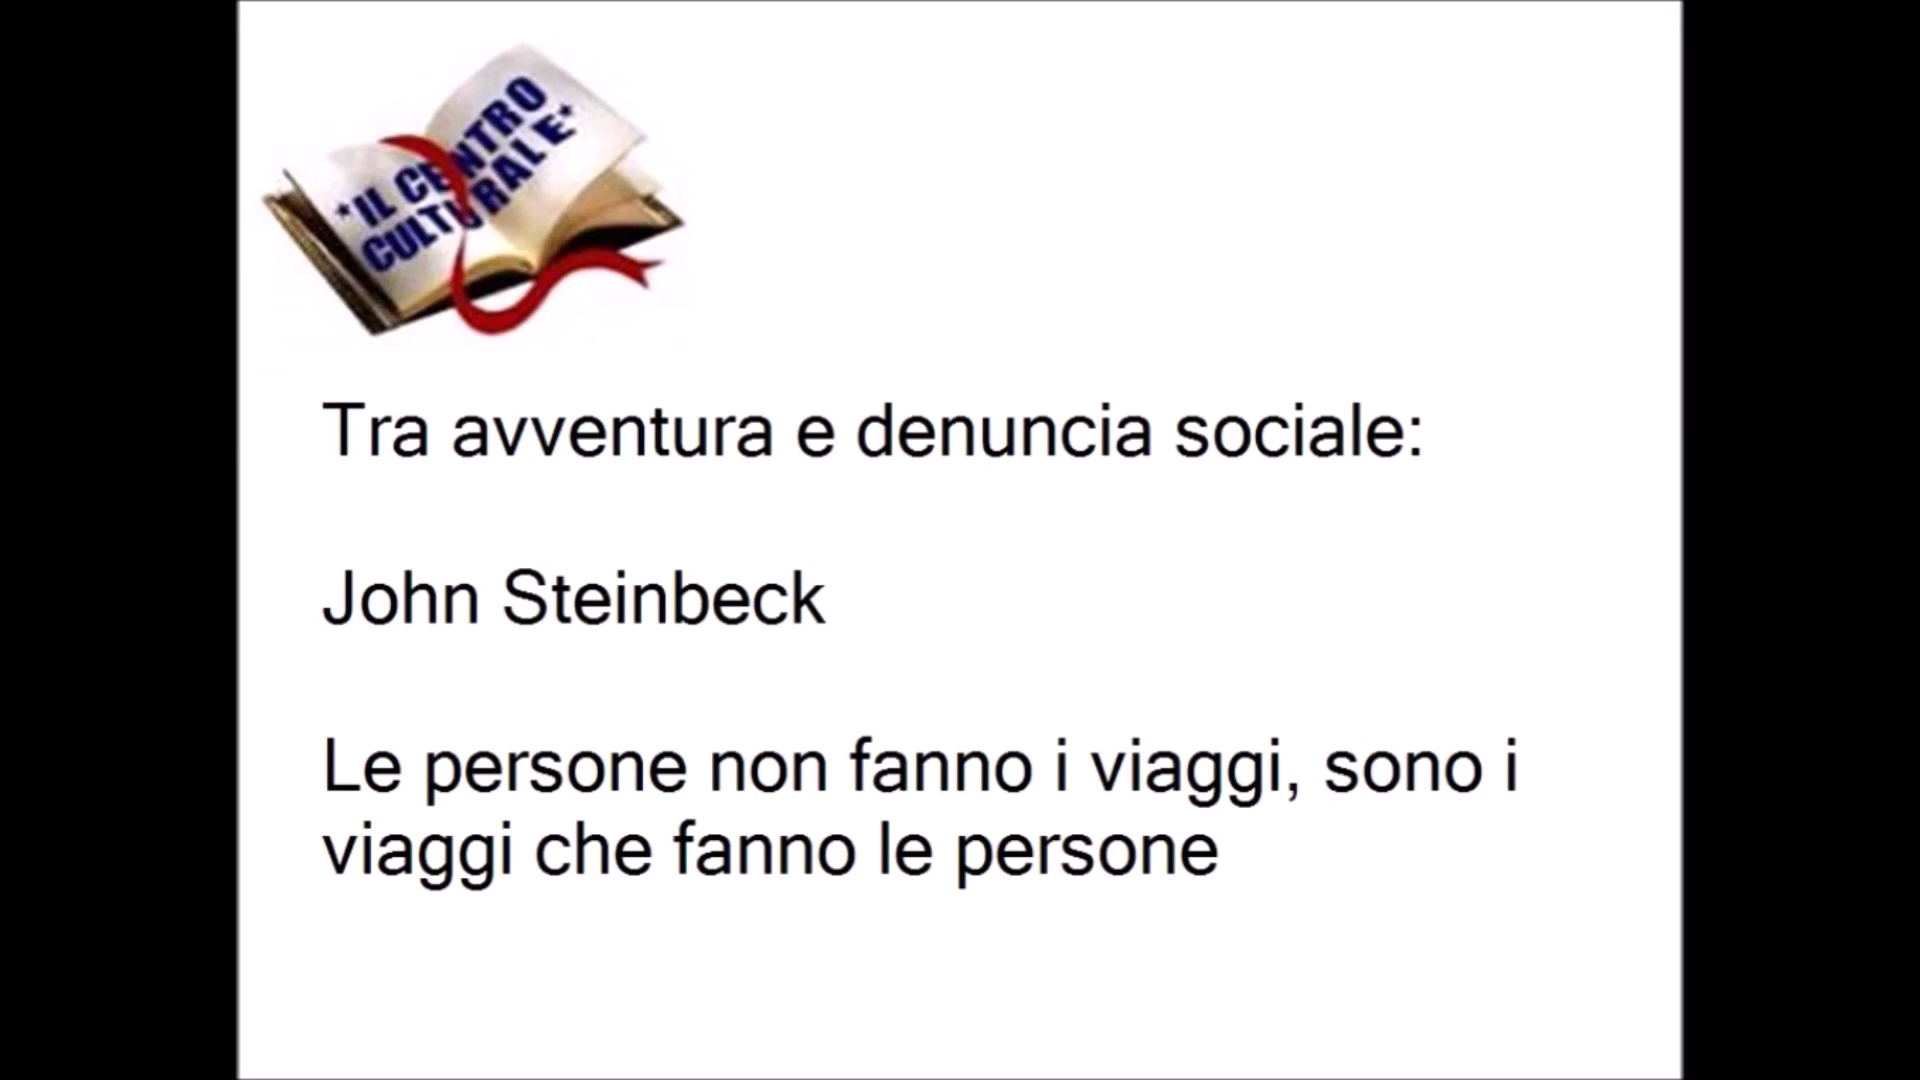 *IL CENTRO
CULTURALE*
Tra avventura e denuncia sociale:
John Steinbeck
Le persone non fanno i viaggi, sono i
viaggi che fanno le persone